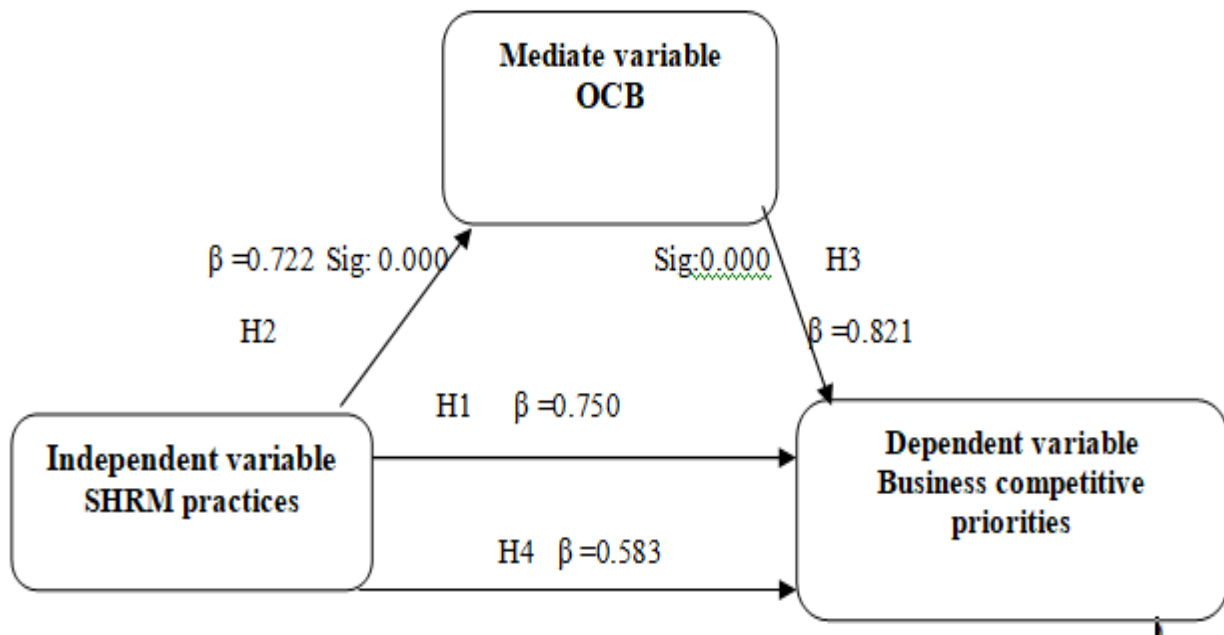 Mediate variable
OCB
β =0.722 Sig: 0.000
Sig:0.000 H3
H2
β =0.821
H1 β =0.750
Independent variable
SHRM practices
Dependent variable
Business competitive
priorities
H4 β =0.583